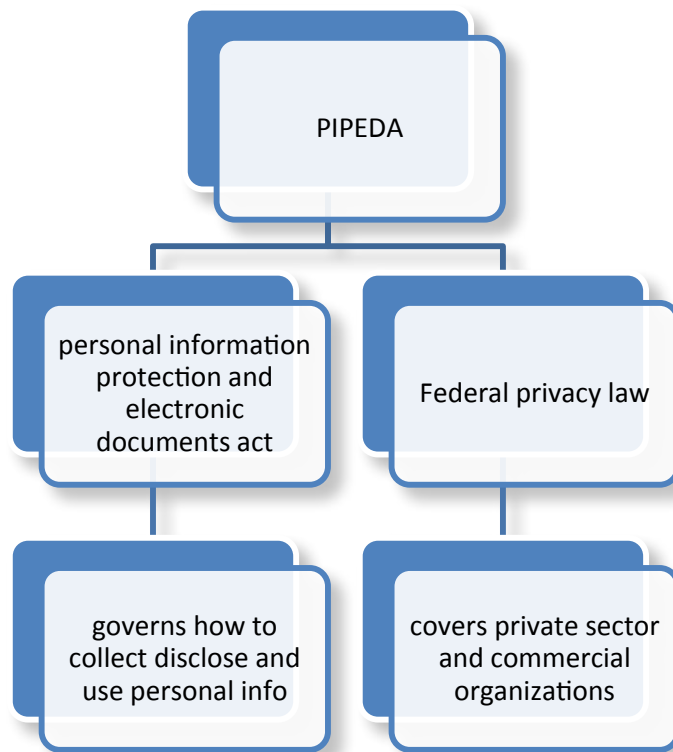 PIPEDA
personal information
protection and
electronic
documents act
Federal privacy law
governs how to
collect disclose and
use personal info
covers private sector
and commercial
organizations